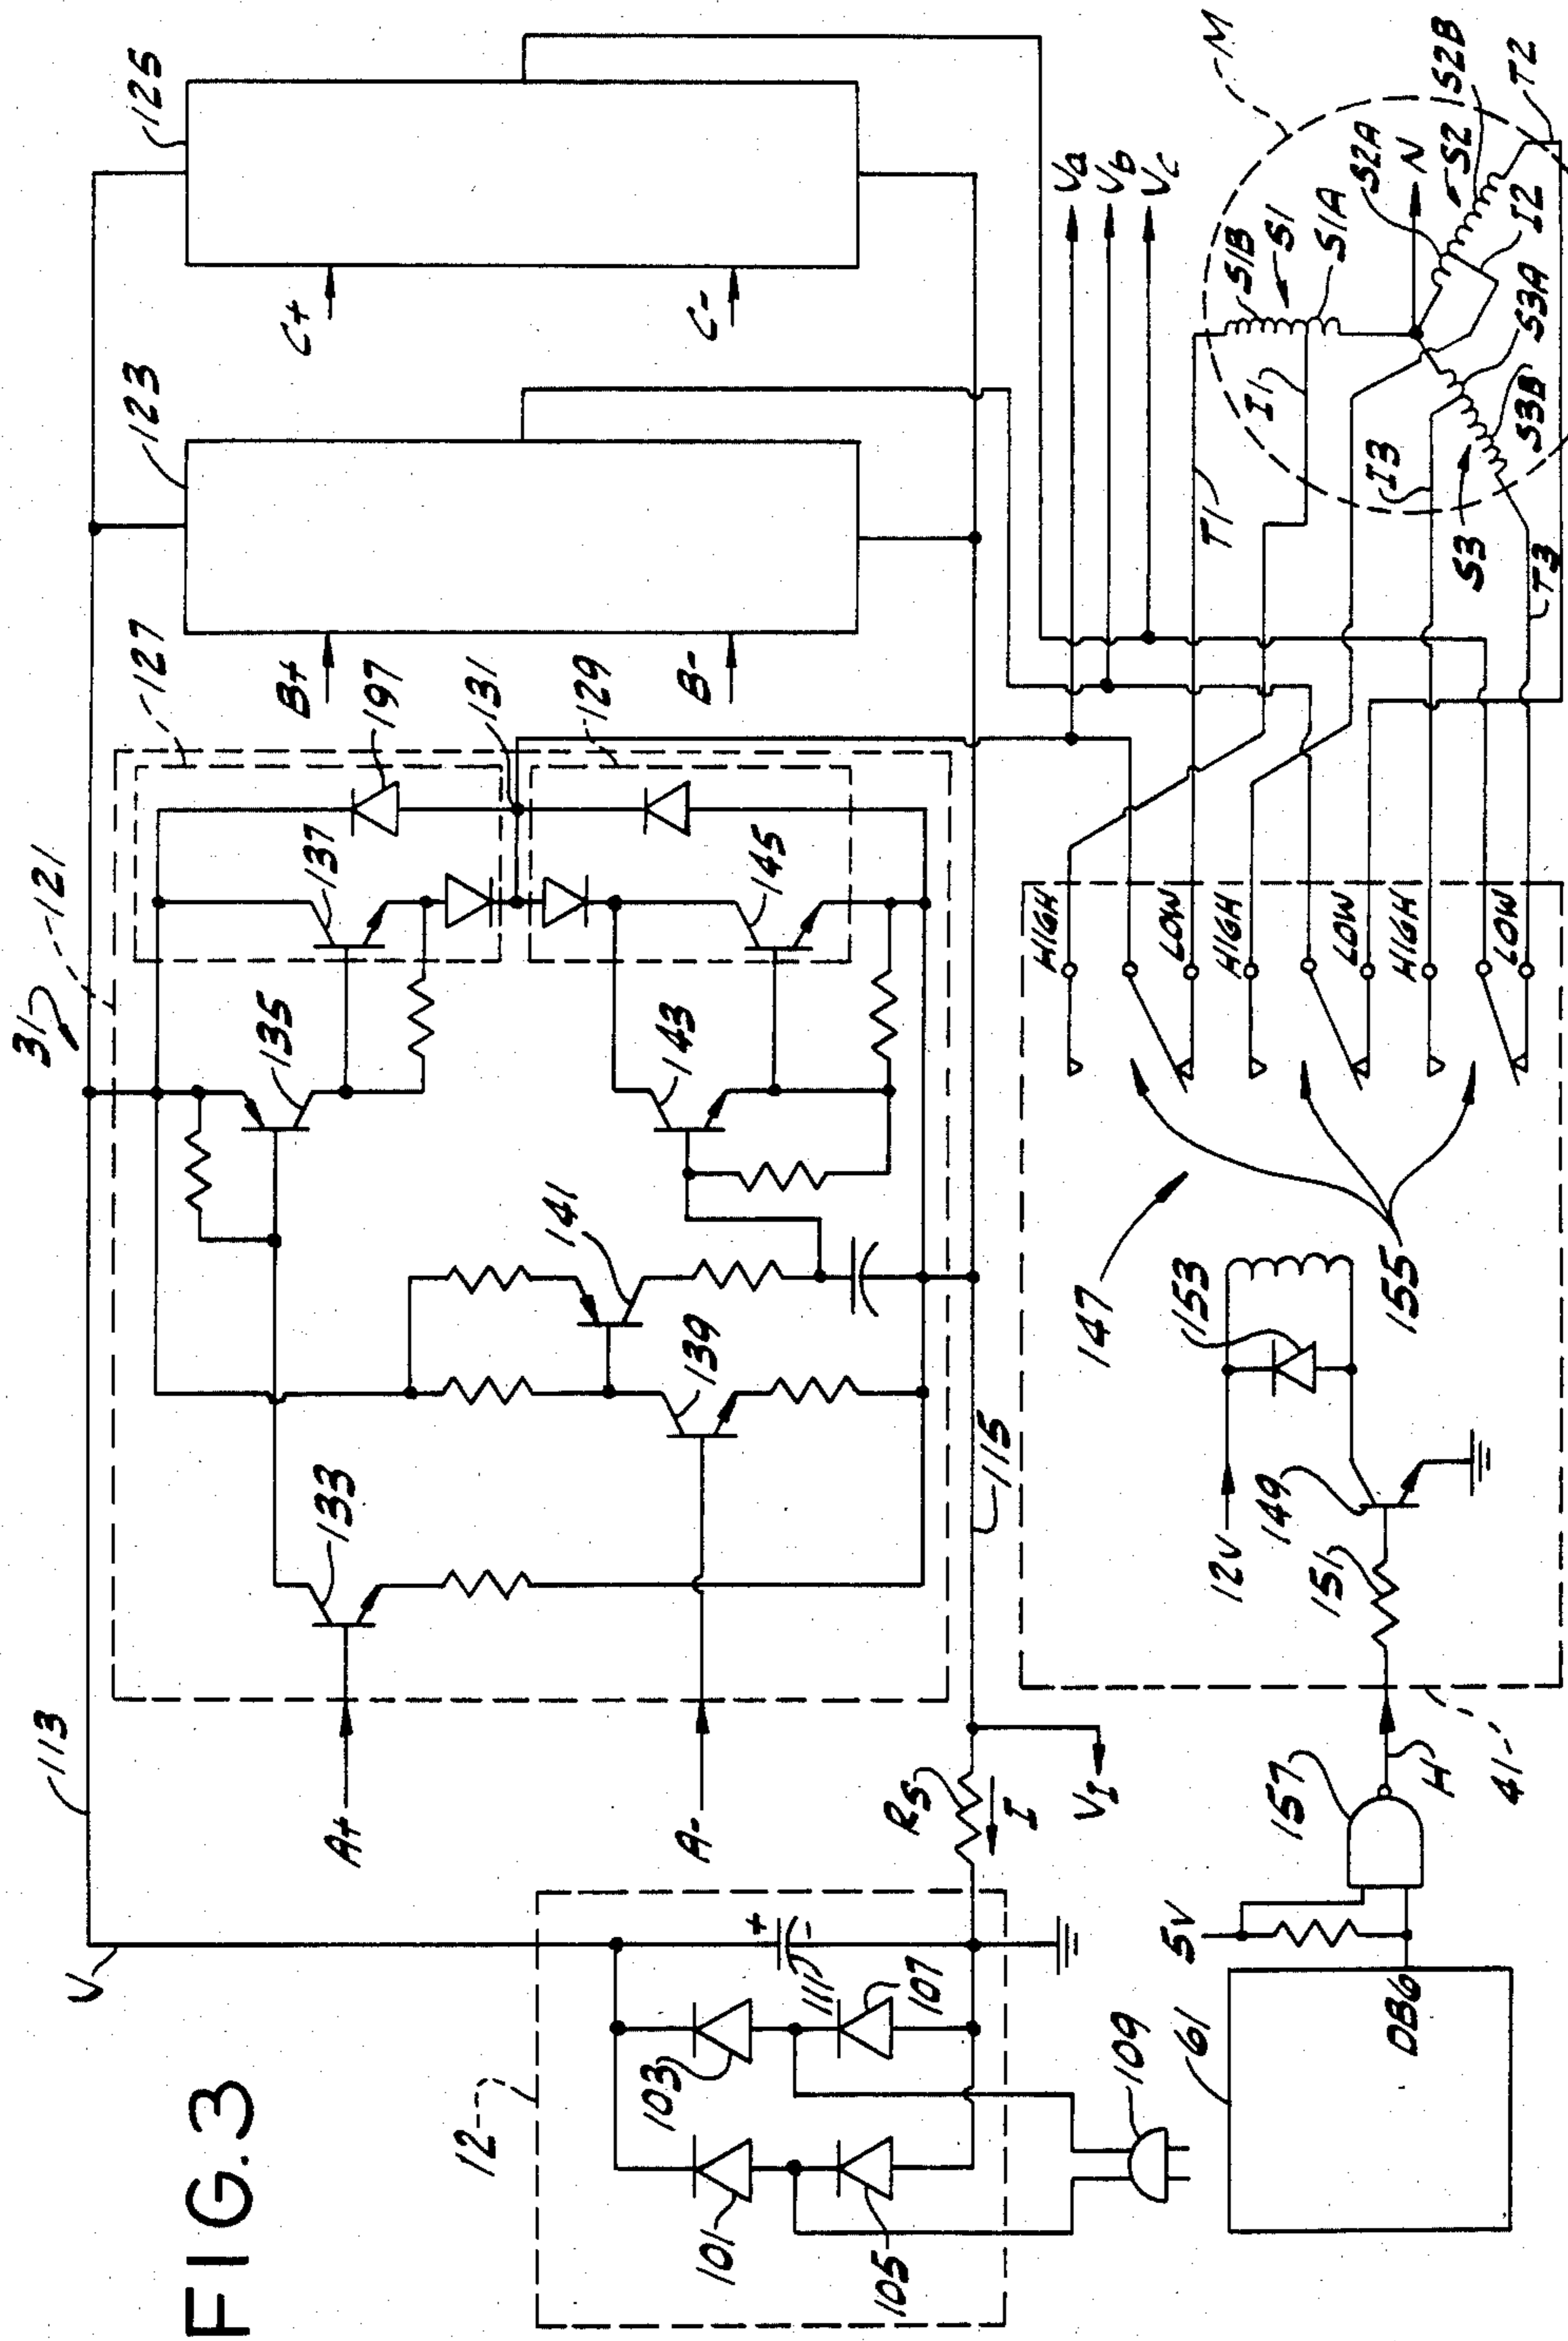 FIG.3
31
121
113
V
127
123
125
A+
A-
B+
B-
C+
C-
133
135
137
197
131
129
139
141
143
145
12
101
103
105
107
111
+
-
109
RS
I
VI
115
Va
Vb
Vc
M
N
T1
T2
T3
I1
I2
I3
S1
S1A
S1B
S2
S2A
S2B
S3
S3A
S3B
HIGH
LOW
HIGH
LOW
HIGH
LOW
147
153
155
12V
149
151
41
H
157
5V
61
DB6